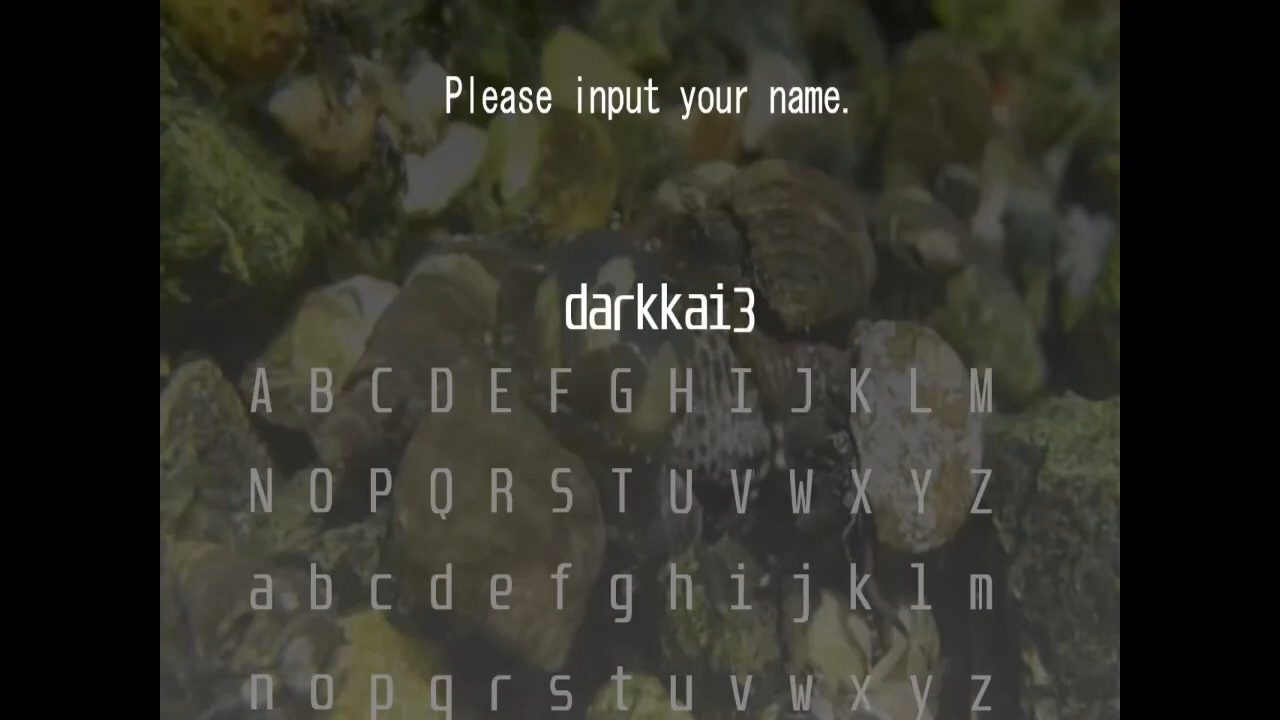 Please input your name.
darkkai3
A B C D E F G H I J K L M
N O P Q R S T U V W X Y Z
a b c d e f g h i j k l m
n o p q r s t u v w x y z